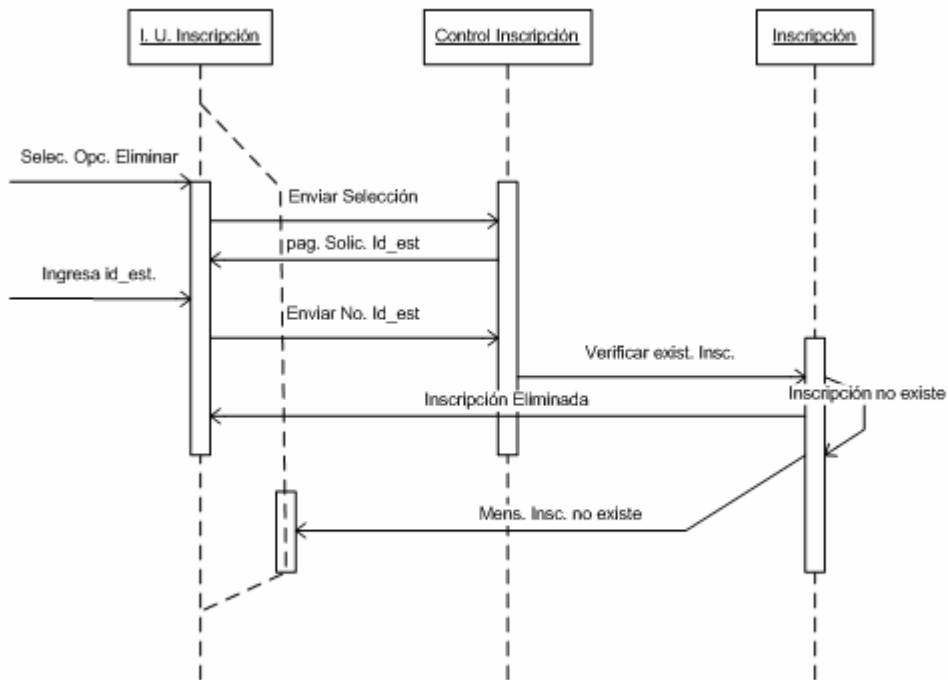 I. U. Inscripción
Control Inscripción
Inscripción
Selec. Opc. Eliminar
Enviar Selección
pag. Solic. Id_est
Ingresa id_est.
Enviar No. Id_est
Verificar exist. Insc.
Inscripción no existe
Inscripción Eliminada
Mens. Insc. no existe